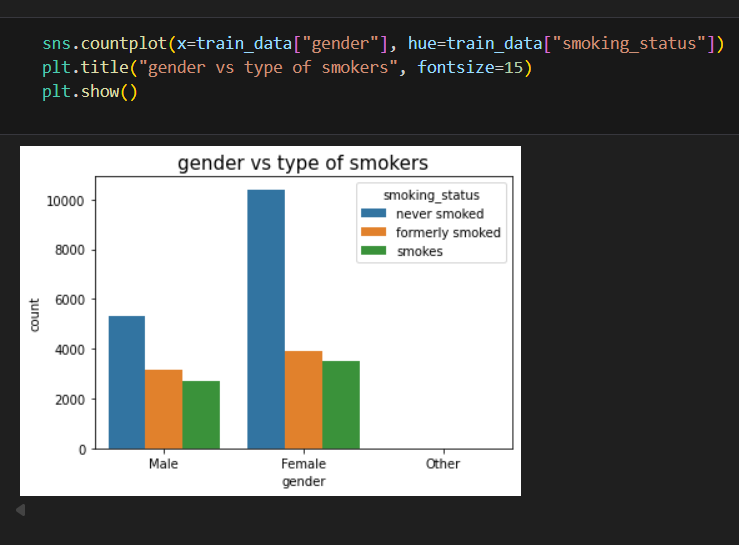 sns.countplot(x=train_data["gender"], hue=train_data["smoking_status"])
plt.title("gender vs type of smokers", fontsize=15)
plt.show()
gender vs type of smokers
smoking_status
never smoked
formerly smoked
smokes
10000
8000
6000
4000
2000
0
count
Male Female Other
gender